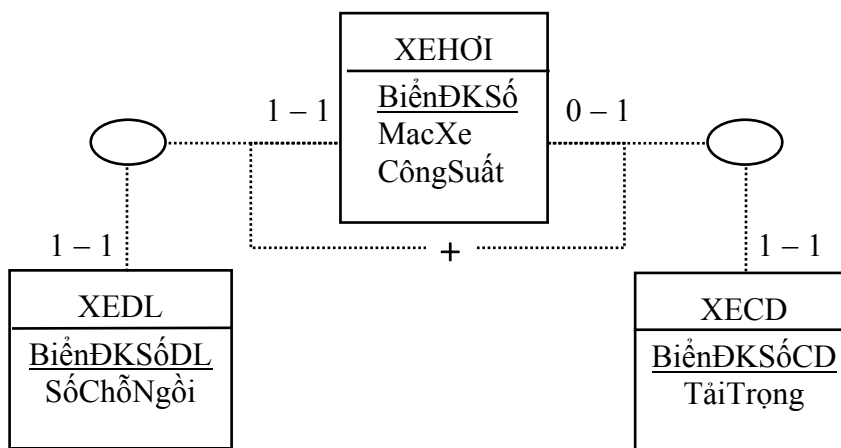 XEHƠI
BiểnĐKSố
MacXe
CôngSuất
1 – 1
0 – 1
+
1 – 1
1 – 1
XEDL
BiểnĐKSốDL
SốChỗNgồi
XECD
BiểnĐKSốCD
TảiTrọng